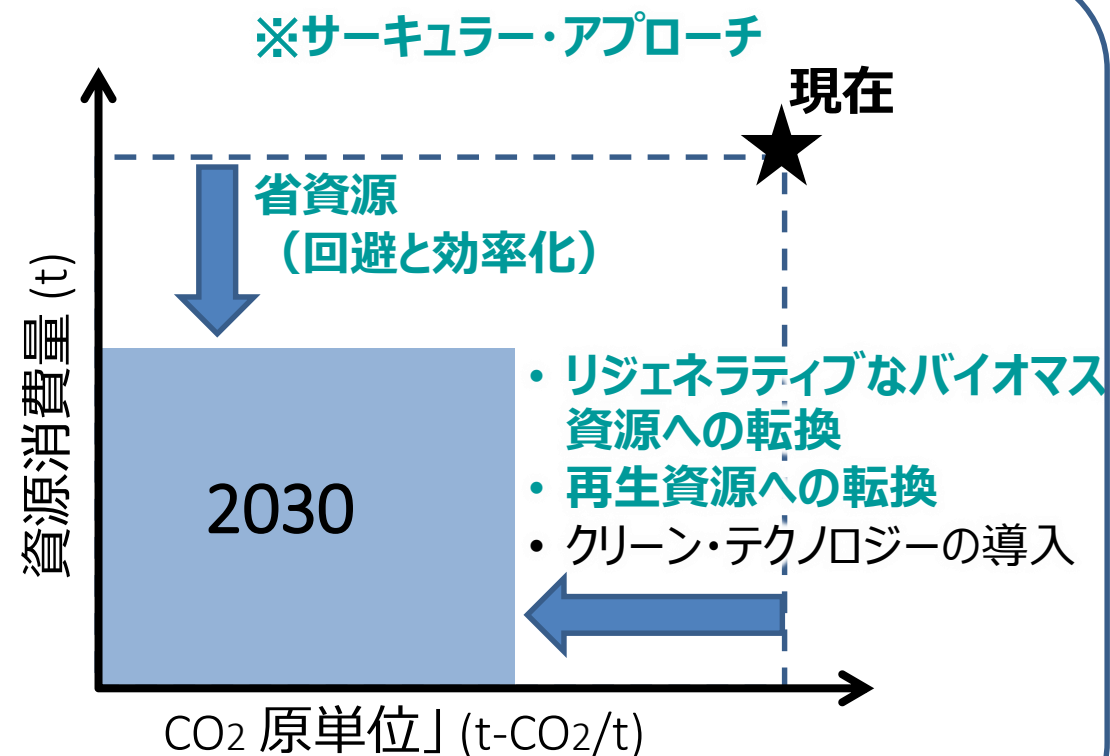 ※サーキュラー・アプローチ
現在
省資源
（回避と効率化）
資源消費量 (t)
・リジェネラティブなバイオマス
資源への転換
・再生資源への転換
・クリーン・テクノロジーの導入
2030
CO2 原単位」(t-CO2/t)